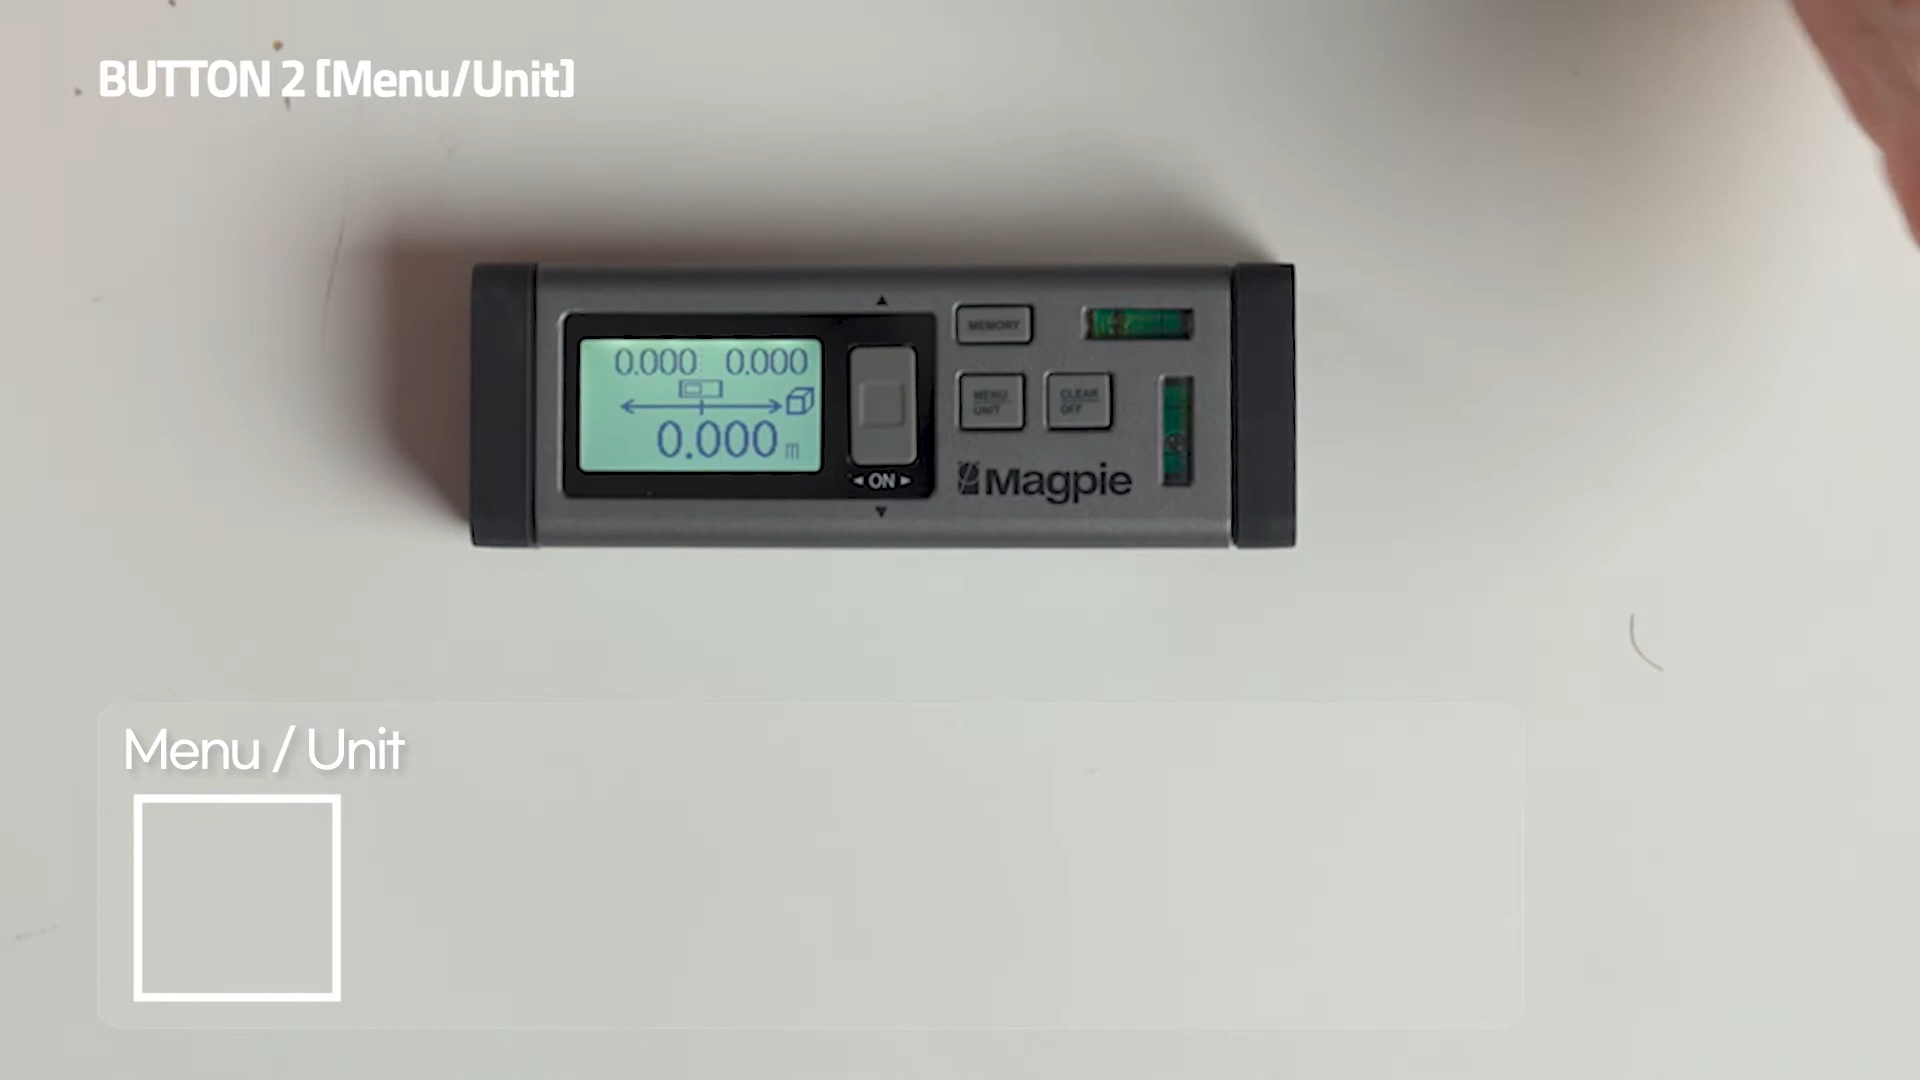 BUTTON 2 [Menu/Unit]
0.000 0.000
0.000 m
MEMORY
MENU
UNIT
CLEAR
OFF
ON
Magpie
Menu / Unit